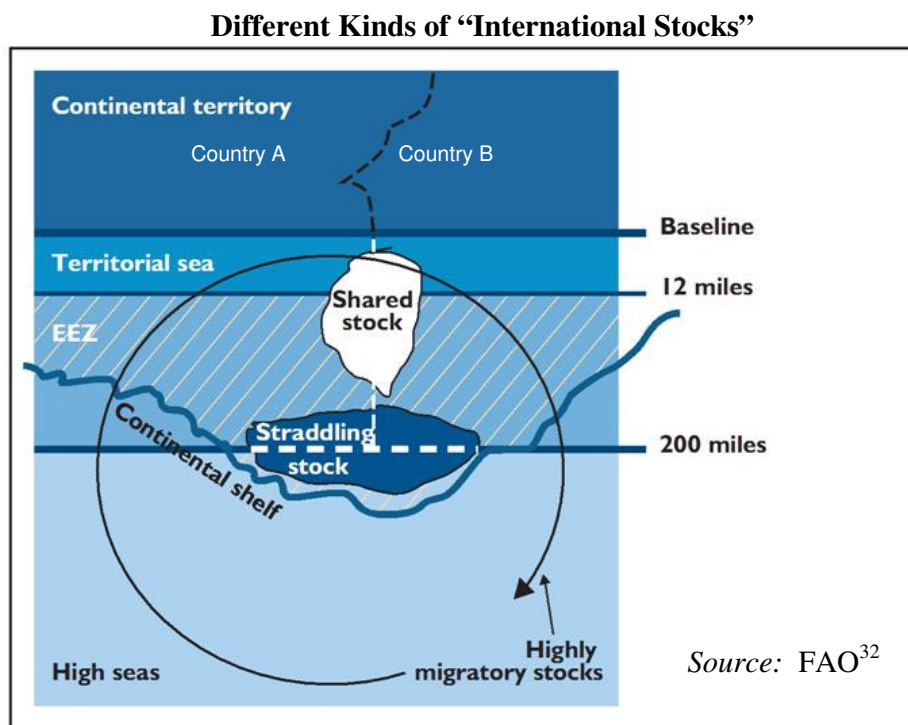 Different Kinds of “International Stocks”
Continental territory
Country A
Country B
Baseline
Territorial sea
12 miles
Shared
stock
EEZ
Continental shelf
Straddling
stock
200 miles
Highly
migratory stocks
High seas
Source: FAO32